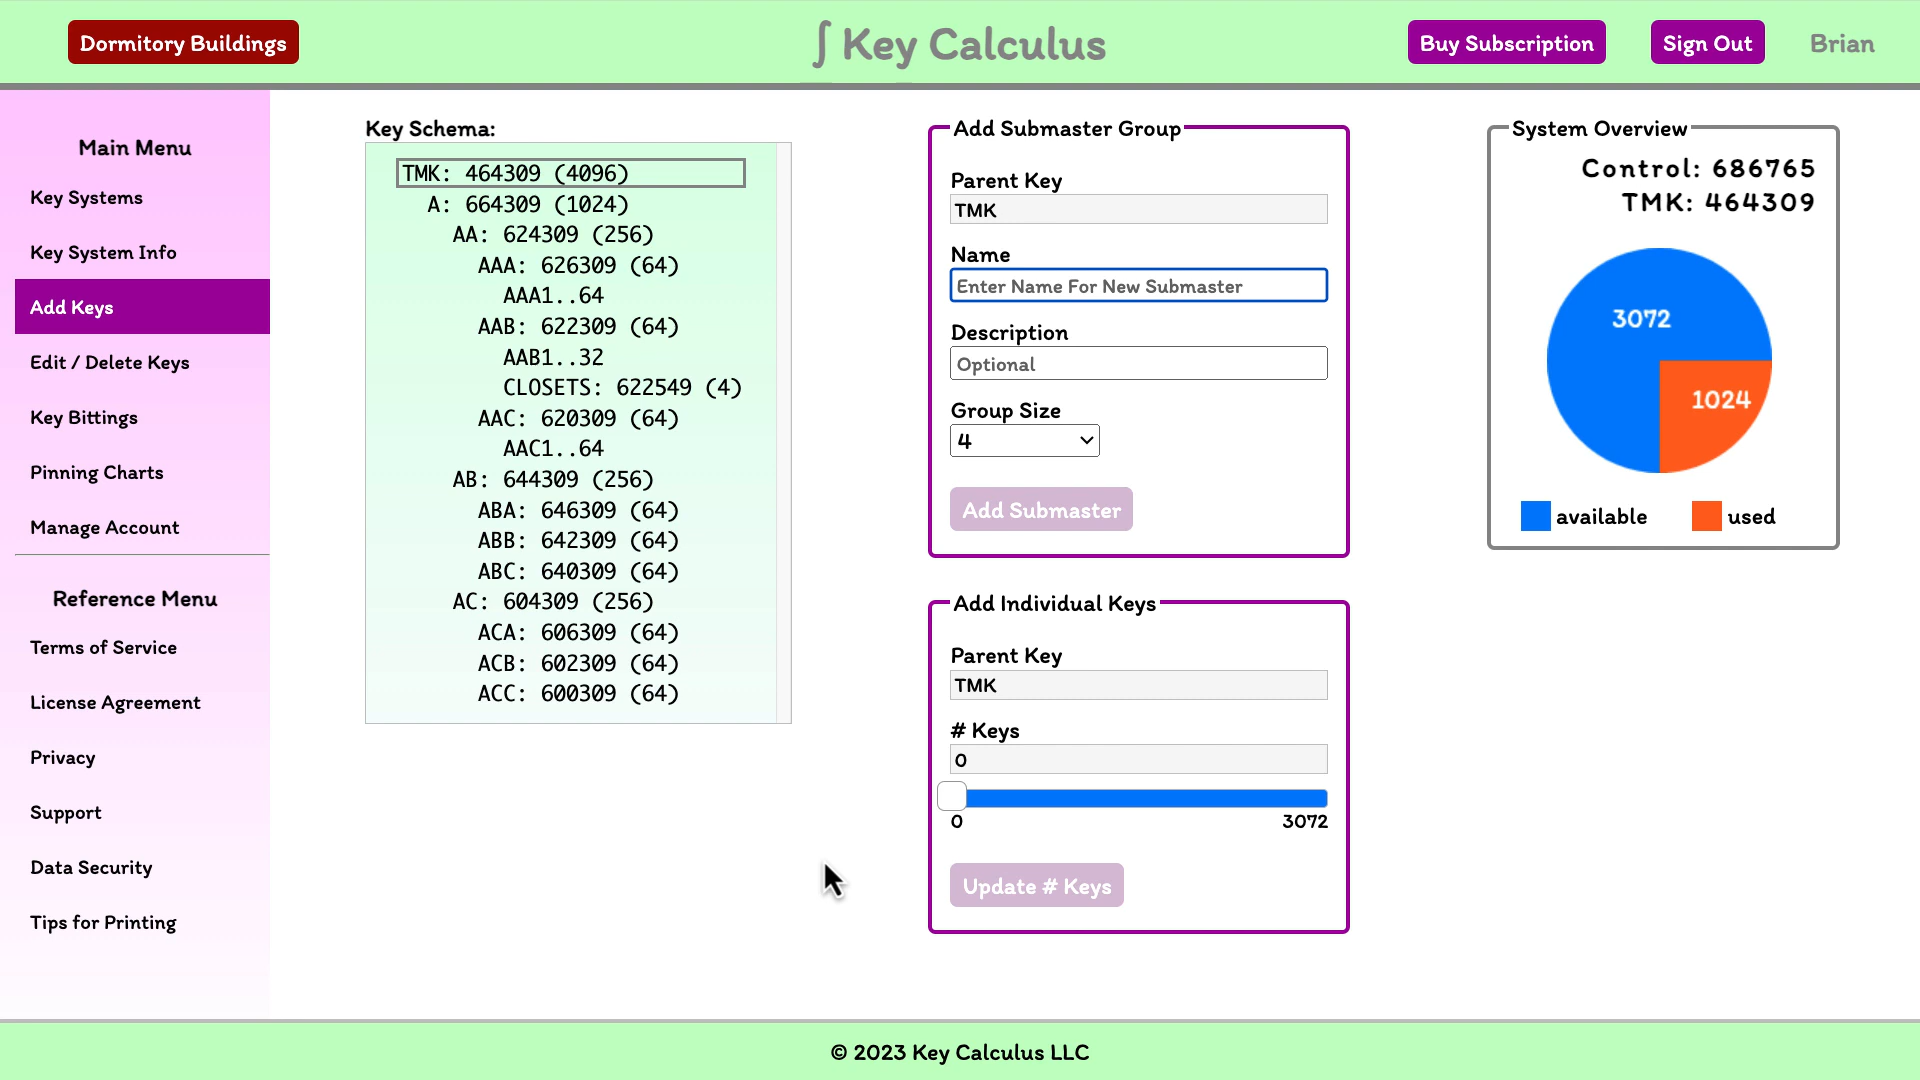 Dormitory Buildings
∫ Key Calculus
Buy Subscription
Sign Out
Brian
Main Menu
Key Systems
Key System Info
Add Keys
Edit / Delete Keys
Key Bittings
Pinning Charts
Manage Account
Reference Menu
Terms of Service
License Agreement
Privacy
Support
Data Security
Tips for Printing
Key Schema:
TMK: 464309 (4096)
A: 664309 (1024)
AA: 624309 (256)
AAA: 626309 (64)
AAA1..64
AAB: 622309 (64)
AAB1..32
CLOSETS: 622549 (4)
AAC: 620309 (64)
AAC1..64
AB: 644309 (256)
ABA: 646309 (64)
ABB: 642309 (64)
ABC: 640309 (64)
AC: 604309 (256)
ACA: 606309 (64)
ACB: 602309 (64)
ACC: 600309 (64)
Add Submaster Group
Parent Key
TMK
Name
Enter Name For New Submaster
Description
Optional
Group Size
4
Add Submaster
Add Individual Keys
Parent Key
TMK
# Keys
0
0 3072
Update # Keys
System Overview
Control: 686765
TMK: 464309
3072
1024
available used
© 2023 Key Calculus LLC